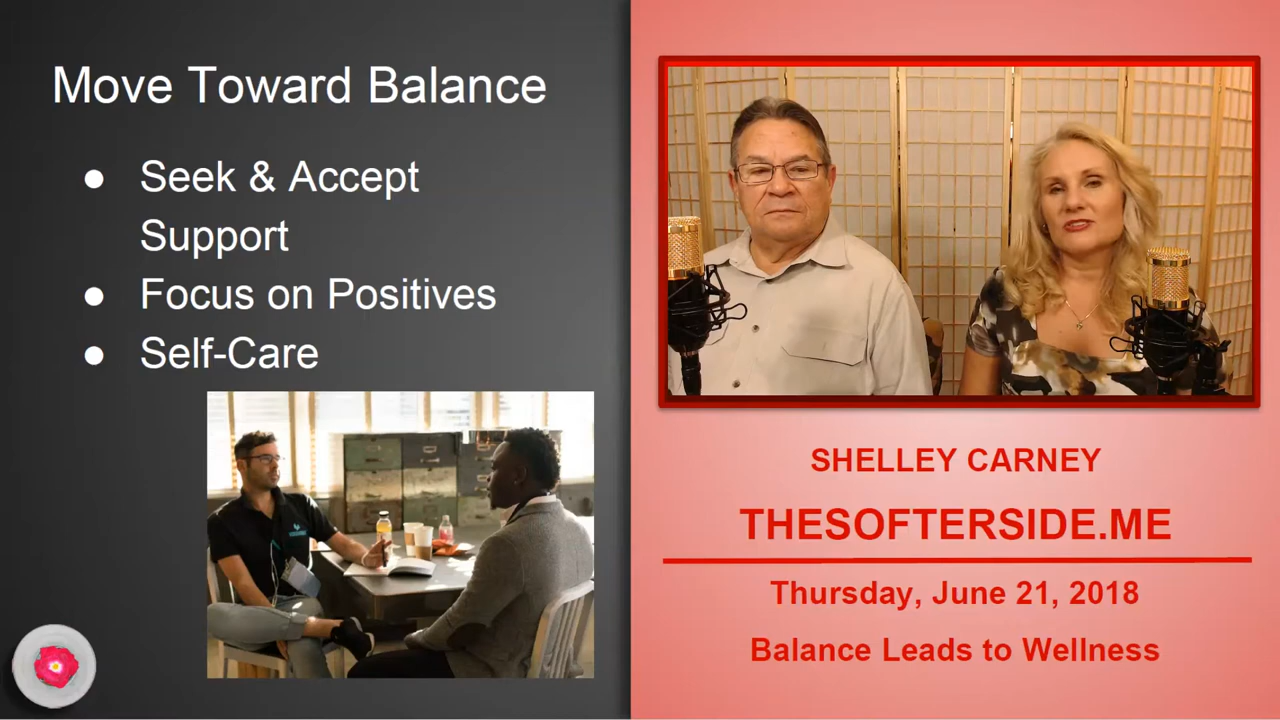 Move Toward Balance
● Seek & Accept
Support
● Focus on Positives
● Self-Care
SHELLEY CARNEY
THESOFTERSIDE.ME
Thursday, June 21, 2018
Balance Leads to Wellness